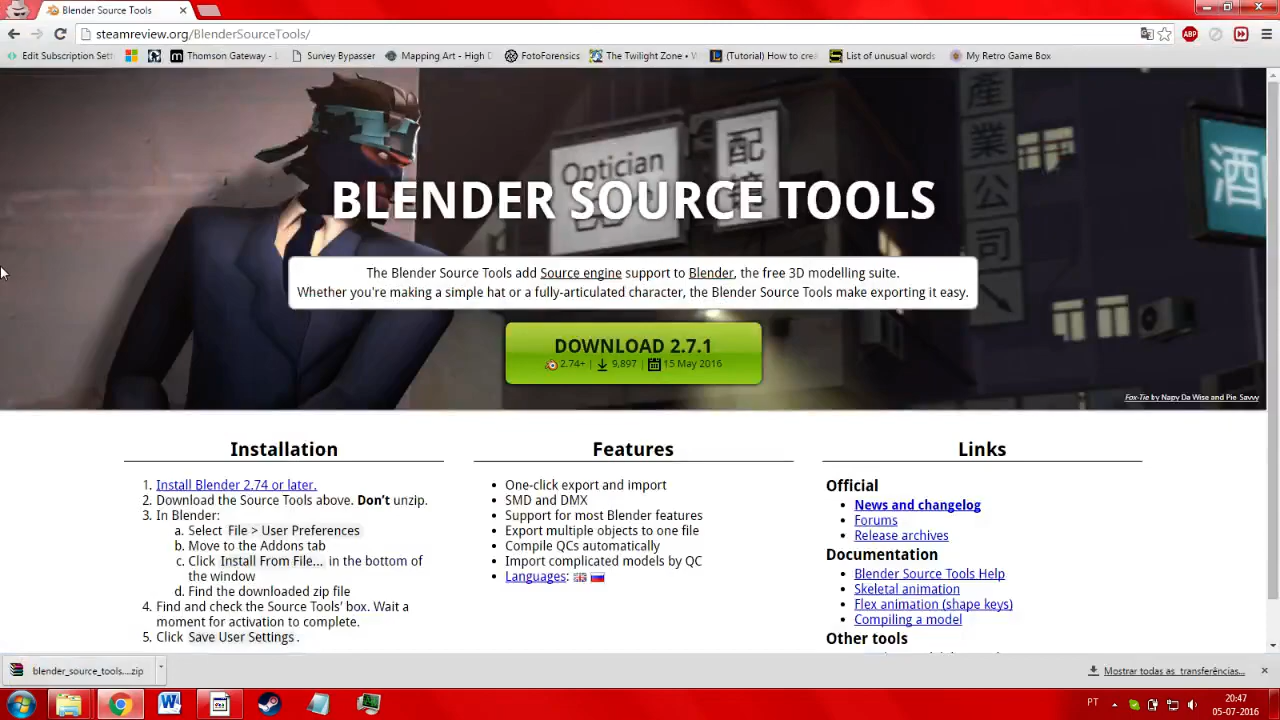 Blender Source Tools
steamreview.org/BlenderSourceTools/
Edit Subscription Sett
Thomson Gateway -
Survey Bypasser
Mapping Art - High D
FotoForensics
The Twilight Zone - W
(Tutorial) How to crea
List of unusual words
My Retro Game Box
ABP
Optician
配
産業公司
酒
BLENDER SOURCE TOOLS
The Blender Source Tools add Source engine support to Blender, the free 3D modelling suite.
Whether you're making a simple hat or a fully-articulated character, the Blender Source Tools make exporting it easy.
DOWNLOAD 2.7.1
2.74+ | 9,897 | 15 May 2016
Fox-Tie by Napy Da Wise and Pie Savvy
Installation
1. Install Blender 2.74 or later.
2. Download the Source Tools above. Don't unzip.
3. In Blender:
a. Select File > User Preferences
b. Move to the Addons tab
c. Click Install From File... in the bottom of
the window
d. Find the downloaded zip file
4. Find and check the Source Tools' box. Wait a
moment for activation to complete.
5. Click Save User Settings.
Features
• One-click export and import
• SMD and DMX
• Support for most Blender features
• Export multiple objects to one file
• Compile QCs automatically
• Import complicated models by QC
• Languages:
Links
Official
• News and changelog
• Forums
• Release archives
Documentation
• Blender Source Tools Help
• Skeletal animation
• Flex animation (shape keys)
• Compiling a model
Other tools
blender_source_tools....zip
Mostrar todas as transferências...
PT
20:47
05-07-2016